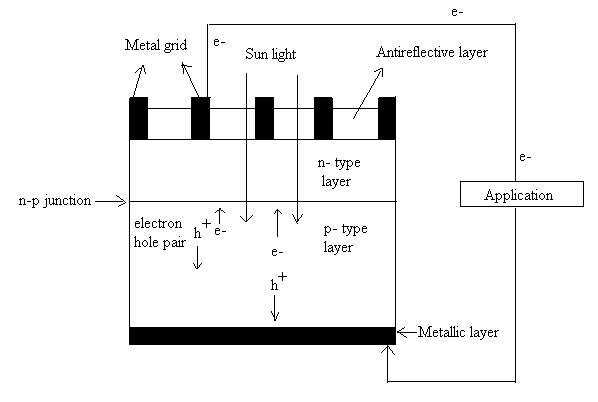 e-
e-
Metal grid
Sun light
Antireflective layer
n- type
layer
e-
Application
n-p junction
electron
hole pair
h+
e-
p- type
layer
e-
h+
Metallic layer